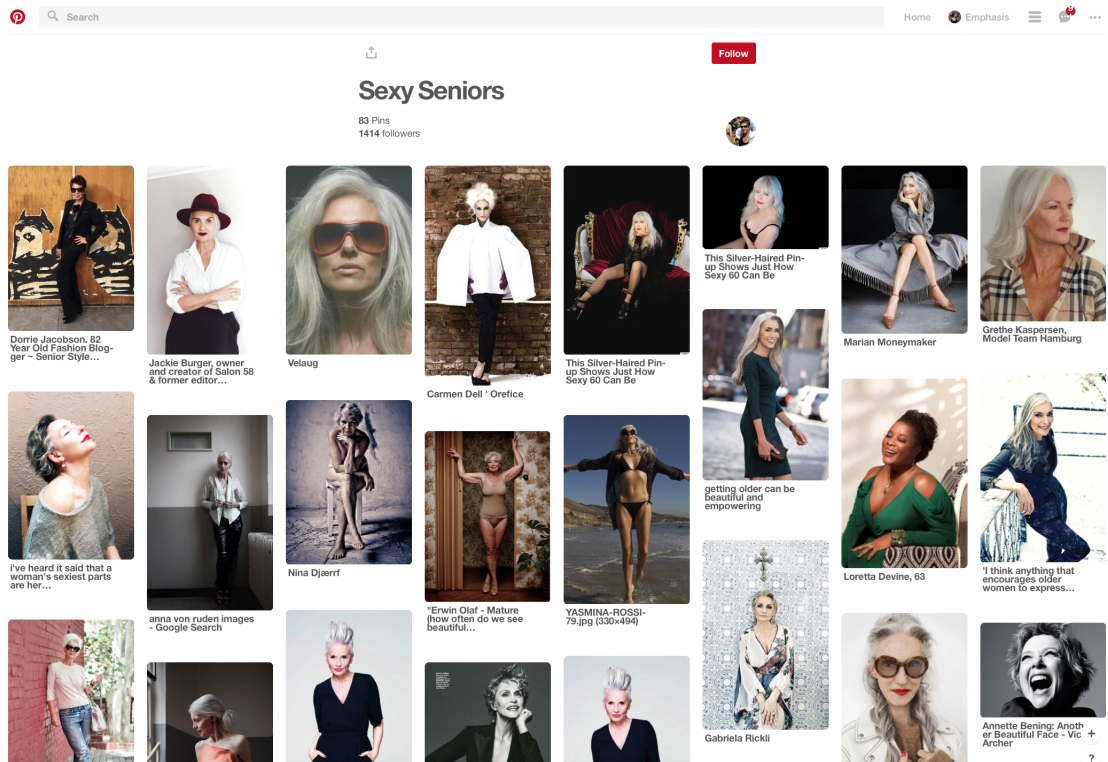 Search
Home
Emphasis
9
Follow
Sexy Seniors
83 Pins
1414 followers
Dorrie Jacobson. 82
Year Old Fashion Blog-
ger ~ Senior Style...
Jackie Burger, owner
and creator of Salon 58
& former editor...
Velaug
Carmen Dell ' Orefice
This Silver-Haired Pin-
up Shows Just How
Sexy 60 Can Be
This Silver-Haired Pin-
up Shows Just How
Sexy 60 Can Be
Marian Moneymaker
Grethe Kaspersen,
Model Team Hamburg
i've heard it said that a
woman's sexiest parts
are her...
anna von ruden images
- Google Search
Nina Djærrf
"Erwin Olaf - Mature
(how often do we see
beautiful...
YASMINA-ROSSI-
79.jpg (330×494)
getting older can be
beautiful and
empowering
Loretta Devine, 63
'I think anything that
encourages older
women to express...
Gabriela Rickli
Annette Bening: Anoth
er Beautiful Face - Vic
Archer
+
?